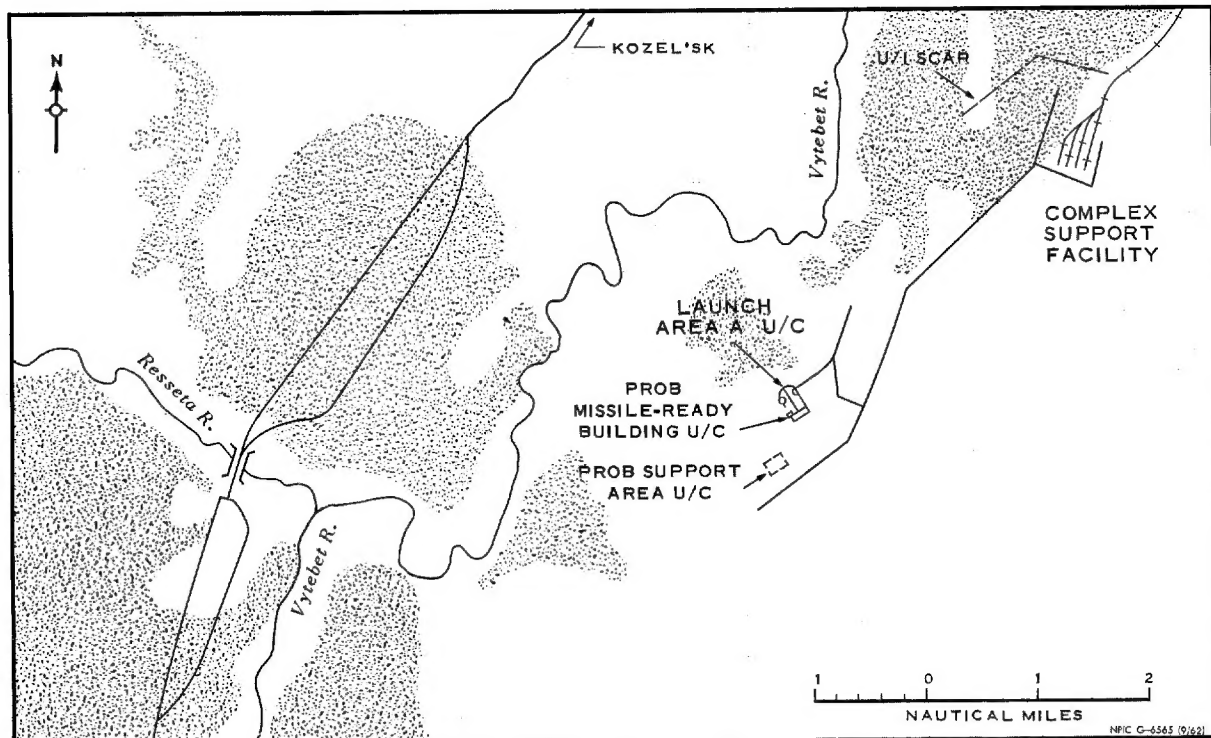 N
KOZEL'SK
U/I SCAR
Vytebet R.
COMPLEX
SUPPORT
FACILITY
LAUNCH
AREA A U/C
Resseta R.
PROB
MISSILE-READY
BUILDING U/C
PROB SUPPORT
AREA U/C
Vytebet R.
1 0 1 2
NAUTICAL MILES
NPIC G-6565 (9/62)